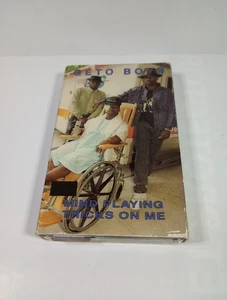 GETO BOYS
MIND PLAYING
TRICKS ON ME